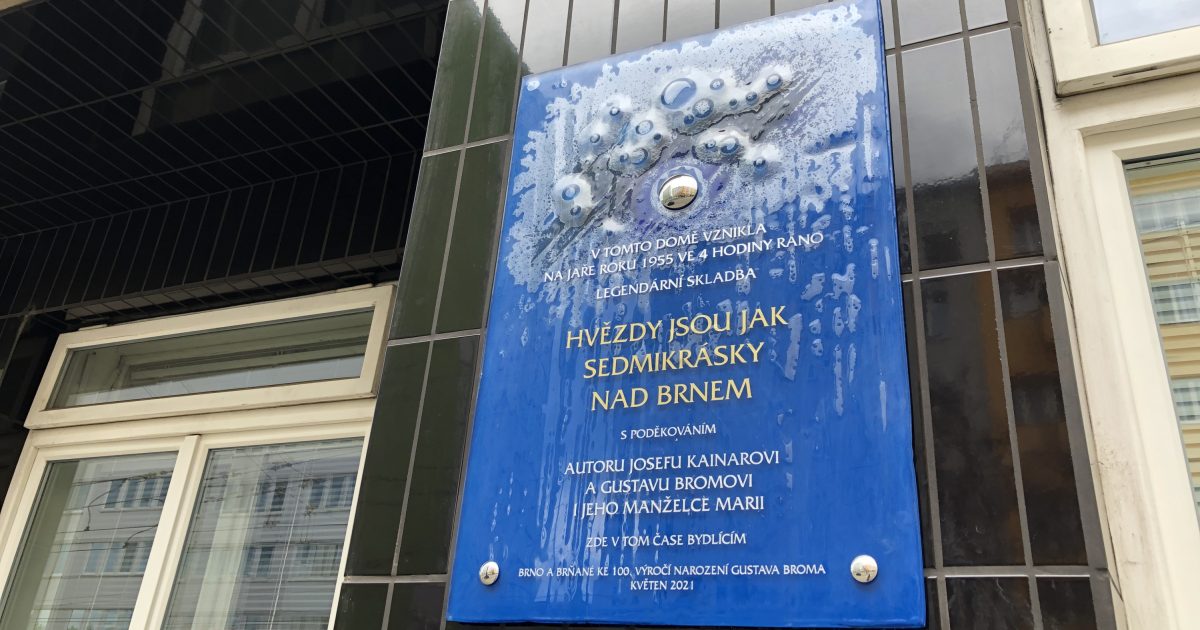 V TOMTO DOMĚ VZNIKLA
NA JAŘE ROKU 1955 VE 4 HODINY RÁNO
LEGENDÁRNÍ SKLADBA
HVĚZDY JSOU JAK
SEDMIKRÁSKY
NAD BRNEM
S PODĚKOVÁNÍM
AUTORU JOSEFU KAINAROVI
A GUSTAVU BROMOVI
I JEHO MANŽELCE MARII
ZDE V TOM ČASE BYDLÍCÍM
BRNO A BRŇANÉ KE 100. VÝROČÍ NAROZENÍ GUSTAVA BROMA
KVĚTEN 2021